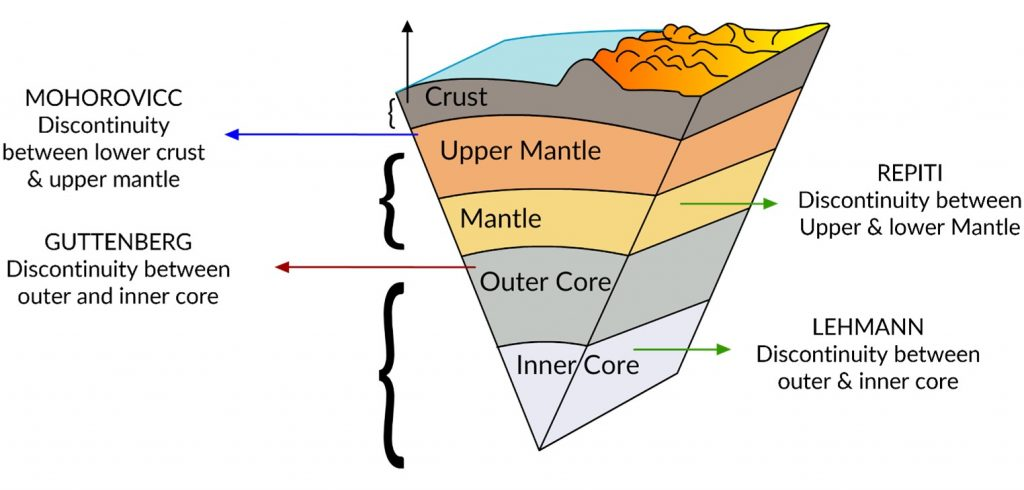 MOHOROVICC
Discontinuity
between lower crust
& upper mantle
GUTTENBERG
Discontinuity between
outer and inner core
Crust
Upper Mantle
Mantle
Outer Core
Inner Core
REPITI
Discontinuity between
Upper & lower Mantle
LEHMANN
Discontinuity between
outer & inner core